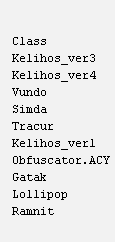 Class
Kelihos_ver3
Kelihos_ver4
Vundo
Simda
Tracur
Kelihos_ver1
Obfuscator.ACY
Gatak
Lollipop
Ramnit